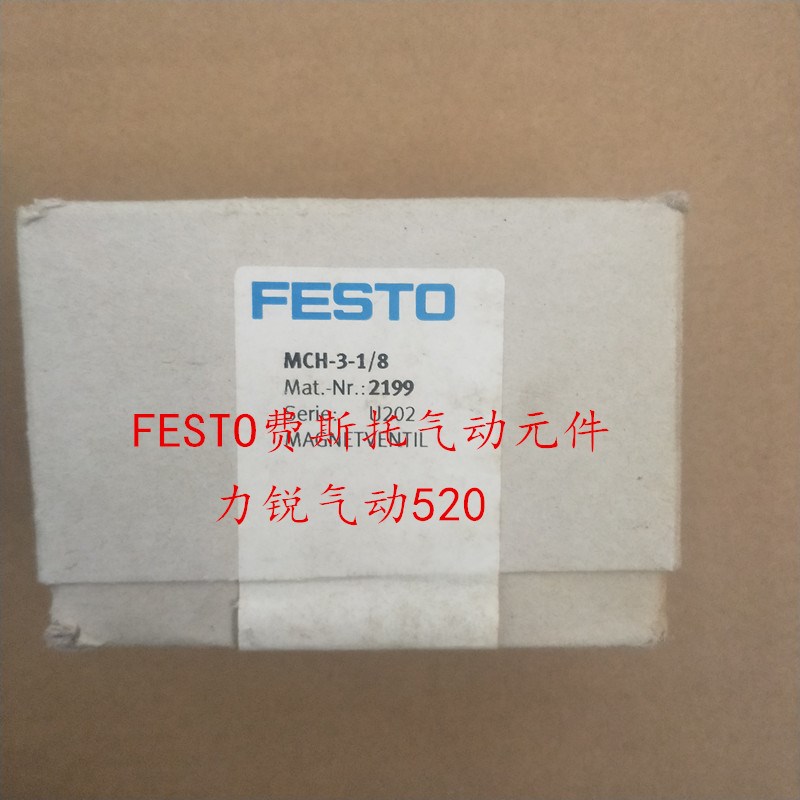 FESTO
MCH-3-1/8
Mat.-Nr.: 2199
Serie: U202
FESTO费斯托气动元件
MAGNETVENTIL
力锐气动520